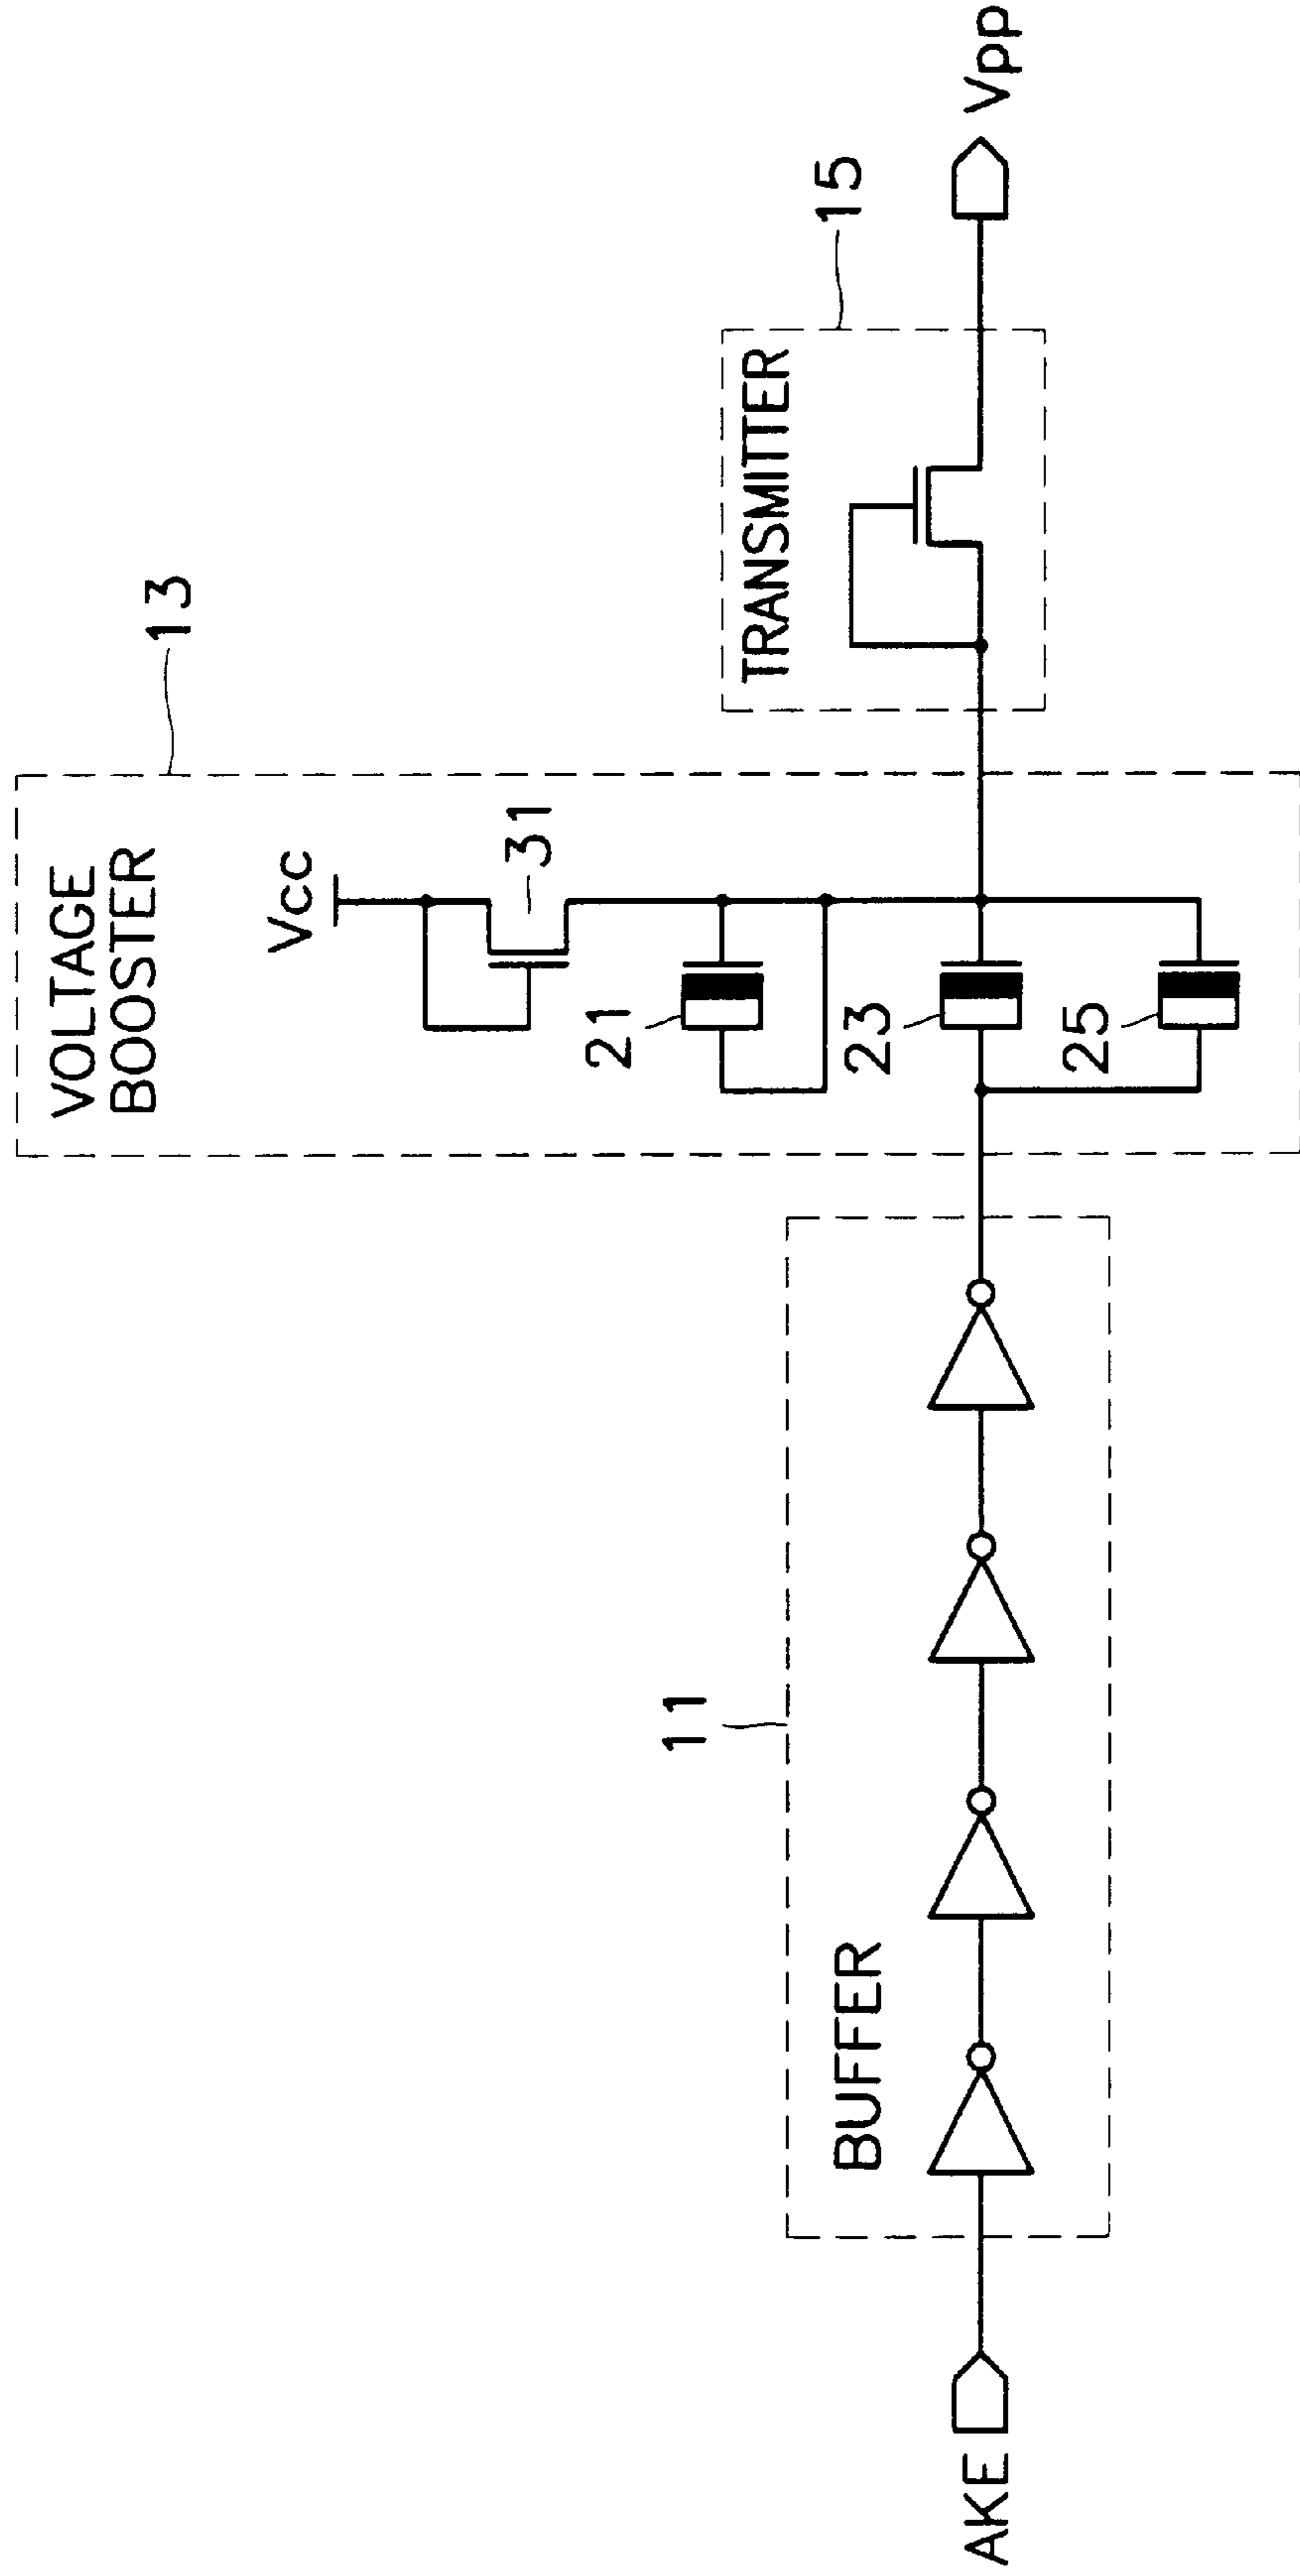 VOLTAGE
BOOSTER
13
Vcc
31
21
23
25
TRANSMITTER
15
Vpp
11
BUFFER
AKE